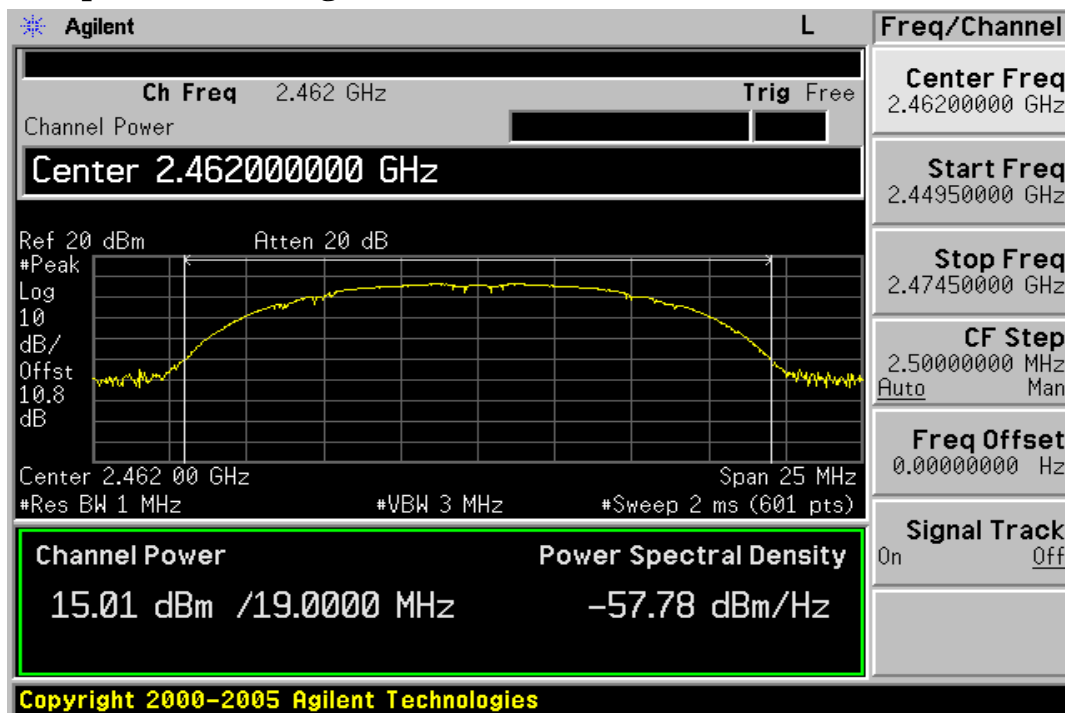 Agilent
L
Freq/Channel
Ch Freq 2.462 GHz
Trig Free
Channel Power
Center 2.462000000 GHz
Ref 20 dBm
Atten 20 dB
#Peak
Log
10
dB/
Offst
10.8
dB
Center 2.462 00 GHz
Span 25 MHz
#Res BW 1 MHz
#VBW 3 MHz
#Sweep 2 ms (601 pts)
Channel Power
Power Spectral Density
15.01 dBm /19.0000 MHz
-57.78 dBm/Hz
Center Freq
2.46200000 GHz
Start Freq
2.44950000 GHz
Stop Freq
2.47450000 GHz
CF Step
2.50000000 MHz
Auto Man
Freq Offset
0.00000000 Hz
Signal Track
On Off
Copyright 2000-2005 Agilent Technologies